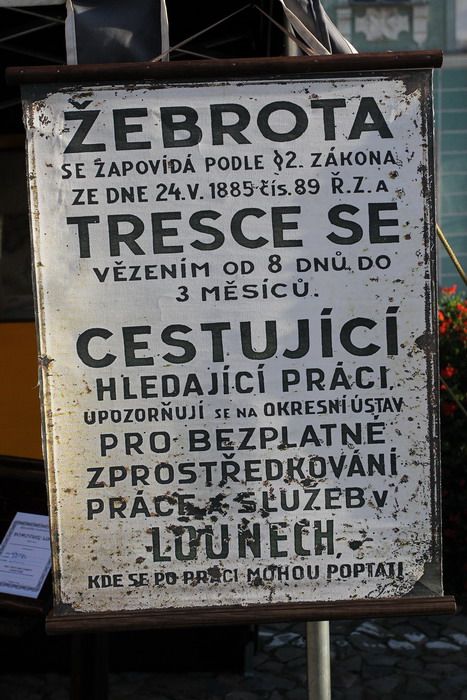 ŽEBROTA
SE ZAPOVÍDÁ PODLE §2. ZÁKONA
ZE DNE 24.V. 1885 čís. 89 Ř.Z. A
TRESCE SE
VĚZENÍM OD 8 DNŮ DO
3 MĚSÍCŮ.
CESTUJÍCÍ
HLEDAJÍCÍ PRÁCI,
UPOZORŇUJÍ SE NA OKRESNÍ ÚSTAV
PRO BEZPLATNÉ
ZPROSTŘEDKOVÁNÍ
PRÁCE A SLUZEB V
LOUNECH,
KDE SE PO PRÁCI MOHOU POPTATI